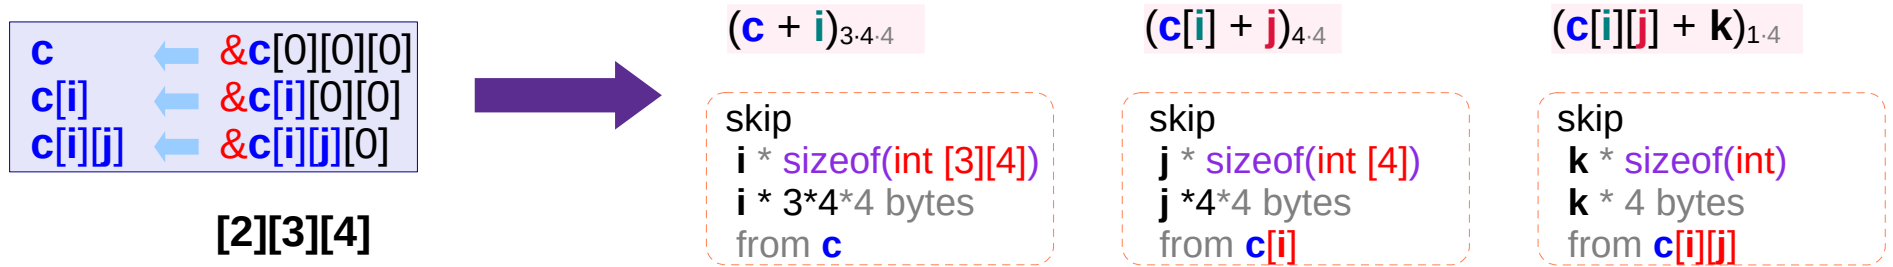 c &c[0][0][0]
c[i] &c[i][0][0]
c[i][j] &c[i][j][0]
[2][3][4]
(c + i)3·4·4
skip
i * sizeof(int [3][4])
i * 3*4*4 bytes
from c
(c[i] + j)4·4
skip
j * sizeof(int [4])
j *4*4 bytes
from c[i]
(c[i][j] + k)1·4
skip
k * sizeof(int)
k * 4 bytes
from c[i][j]